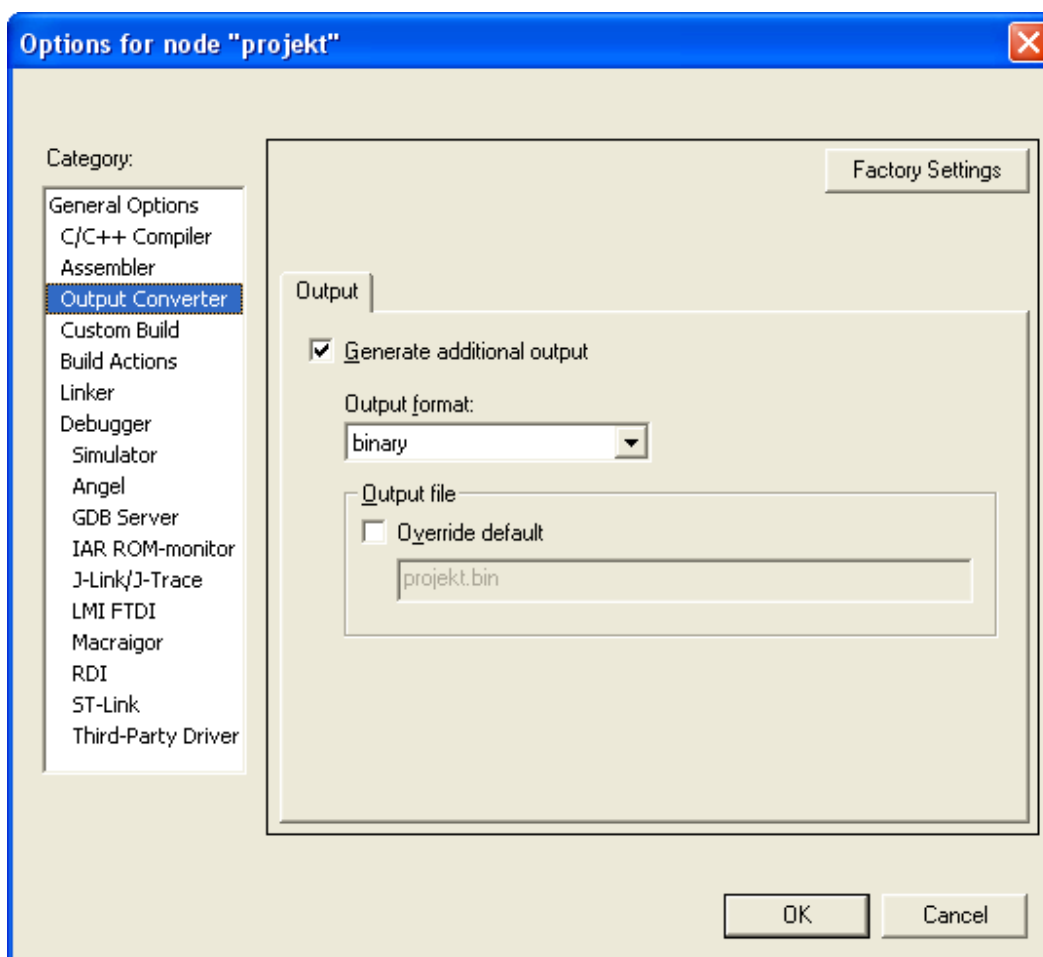 Options for node "projekt"
Category:
Factory Settings
General Options
C/C++ Compiler
Assembler
Output Converter
Custom Build
Build Actions
Linker
Debugger
Simulator
Angel
GDB Server
IAR ROM-monitor
J-Link/J-Trace
LMI FTDI
Macraigor
RDI
ST-Link
Third-Party Driver
Output
Generate additional output
Output format:
binary
Output file
Override default
projekt.bin
OK
Cancel